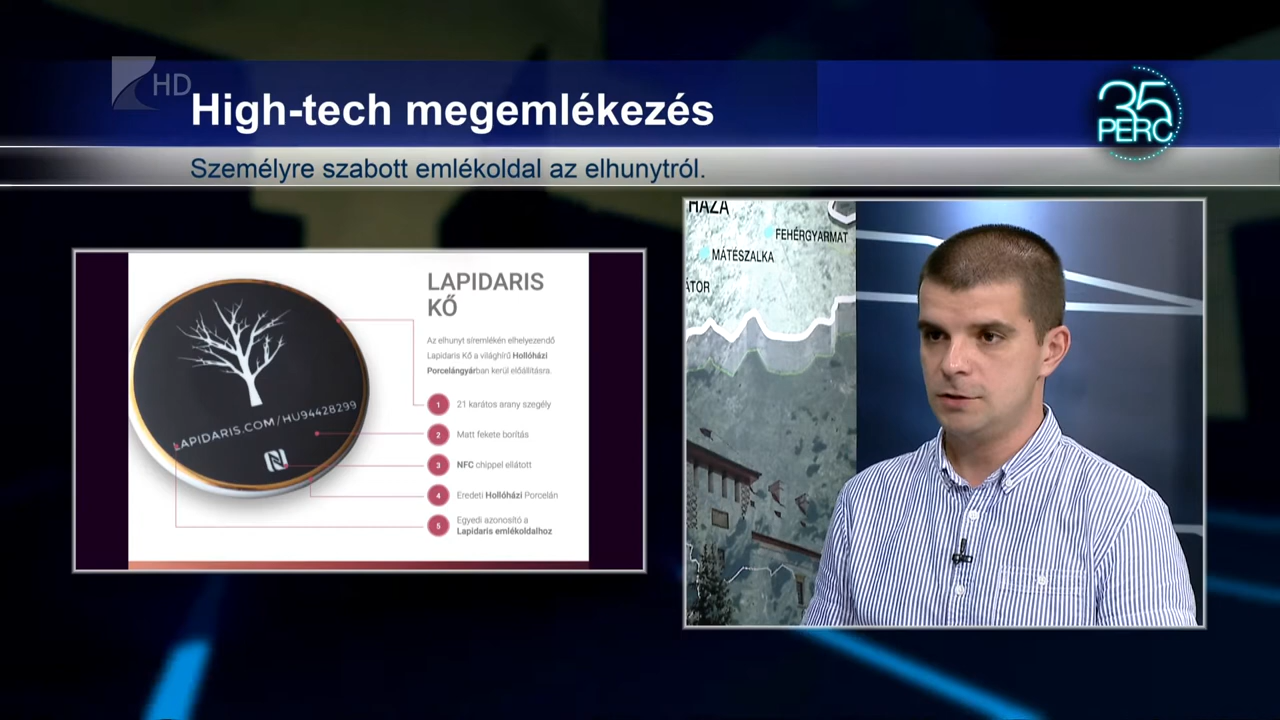 HD
High-tech megemlékezés
35
PERC
Személyre szabott emlékoldal az elhunytról.
LAPIDARIS
KŐ
Az elhunyt síremlékén elhelyezendő
Lapidaris Kő a világhírű Hollóházi
Porcelángyárban kerül előállításra.
1 21 karátos arany szegély
2 Matt fekete borítás
3 NFC chippel ellátott
4 Eredeti Hollóházi Porcelán
5 Egyedi azonosító a
Lapidaris emlékoldalhoz
LAPIDARIS.COM/HU94428299
N
HAZA
FEHÉRGYARMAT
MÁTÉSZALKA
ÁTOR